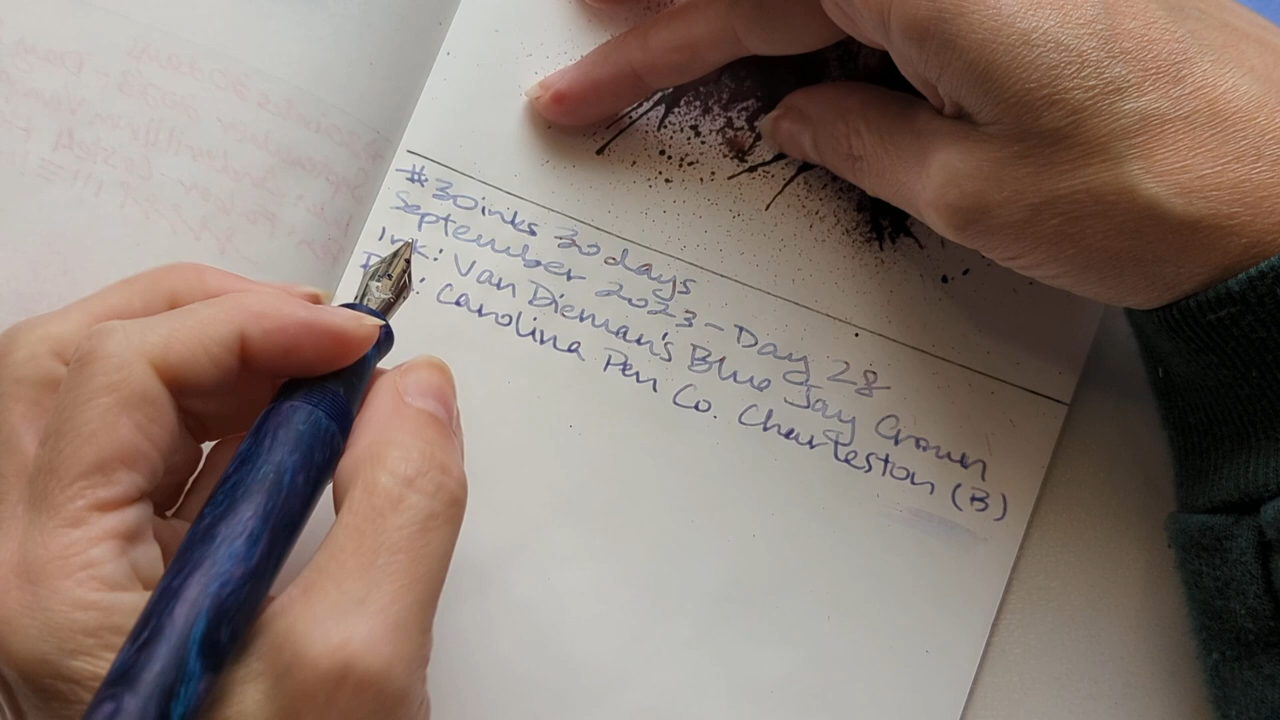 #30inks 30days
September 2023 - Day 28
Ink: Van Dieman's Blue Jay Crown
: Carolina Pen Co. Charleston (B)